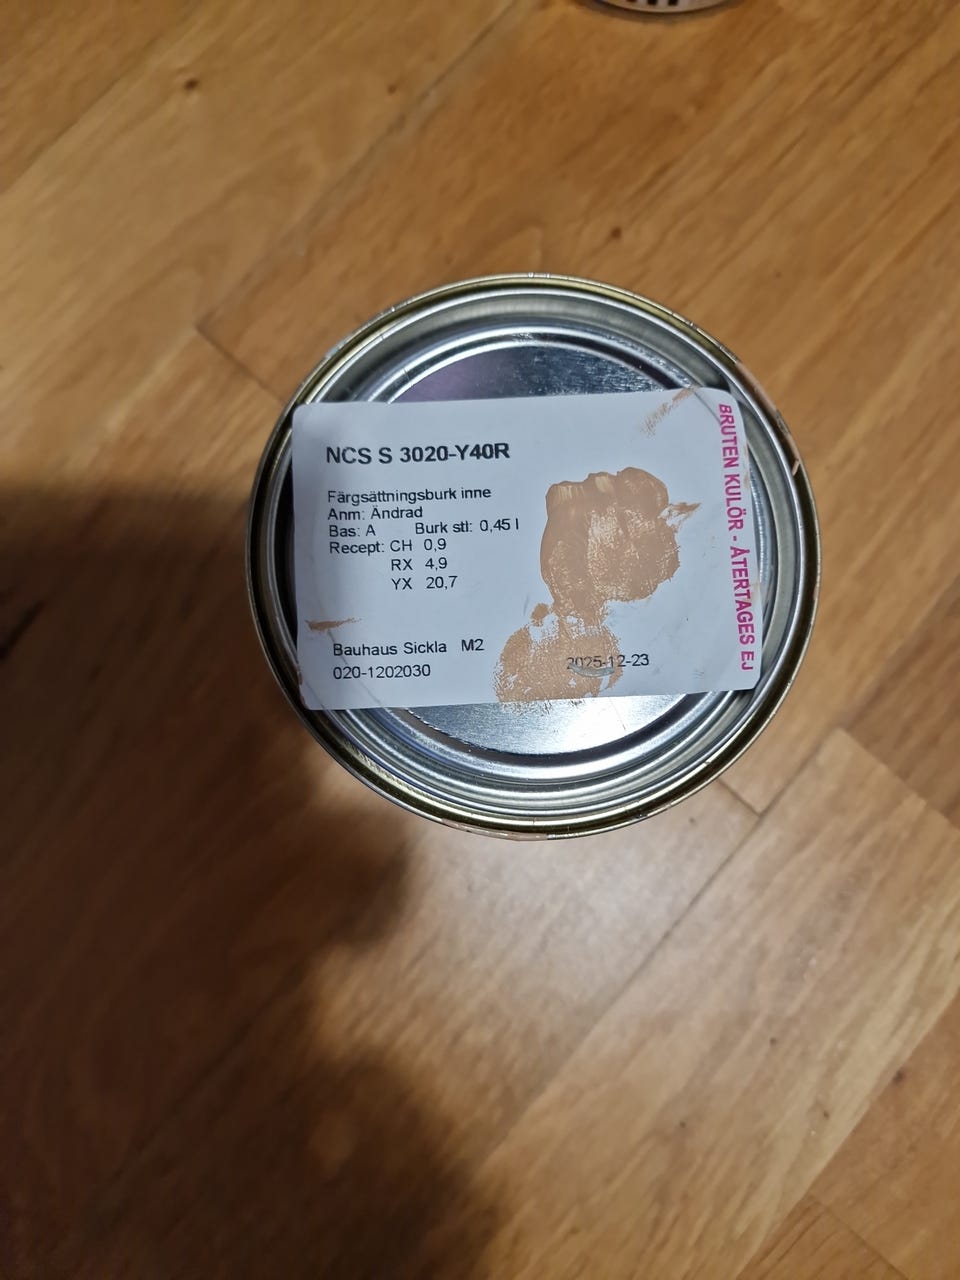 NCS S 3020-Y40R
Färgsättningsburk inne
Anm: Ändrad
Bas: A Burk stl: 0,45 l
Recept: CH 0,9
RX 4,9
YX 20,7
Bauhaus Sickla M2
020-1202030
2025-12-23
BRUTEN KULÖR - ÅTERTAGES EJ